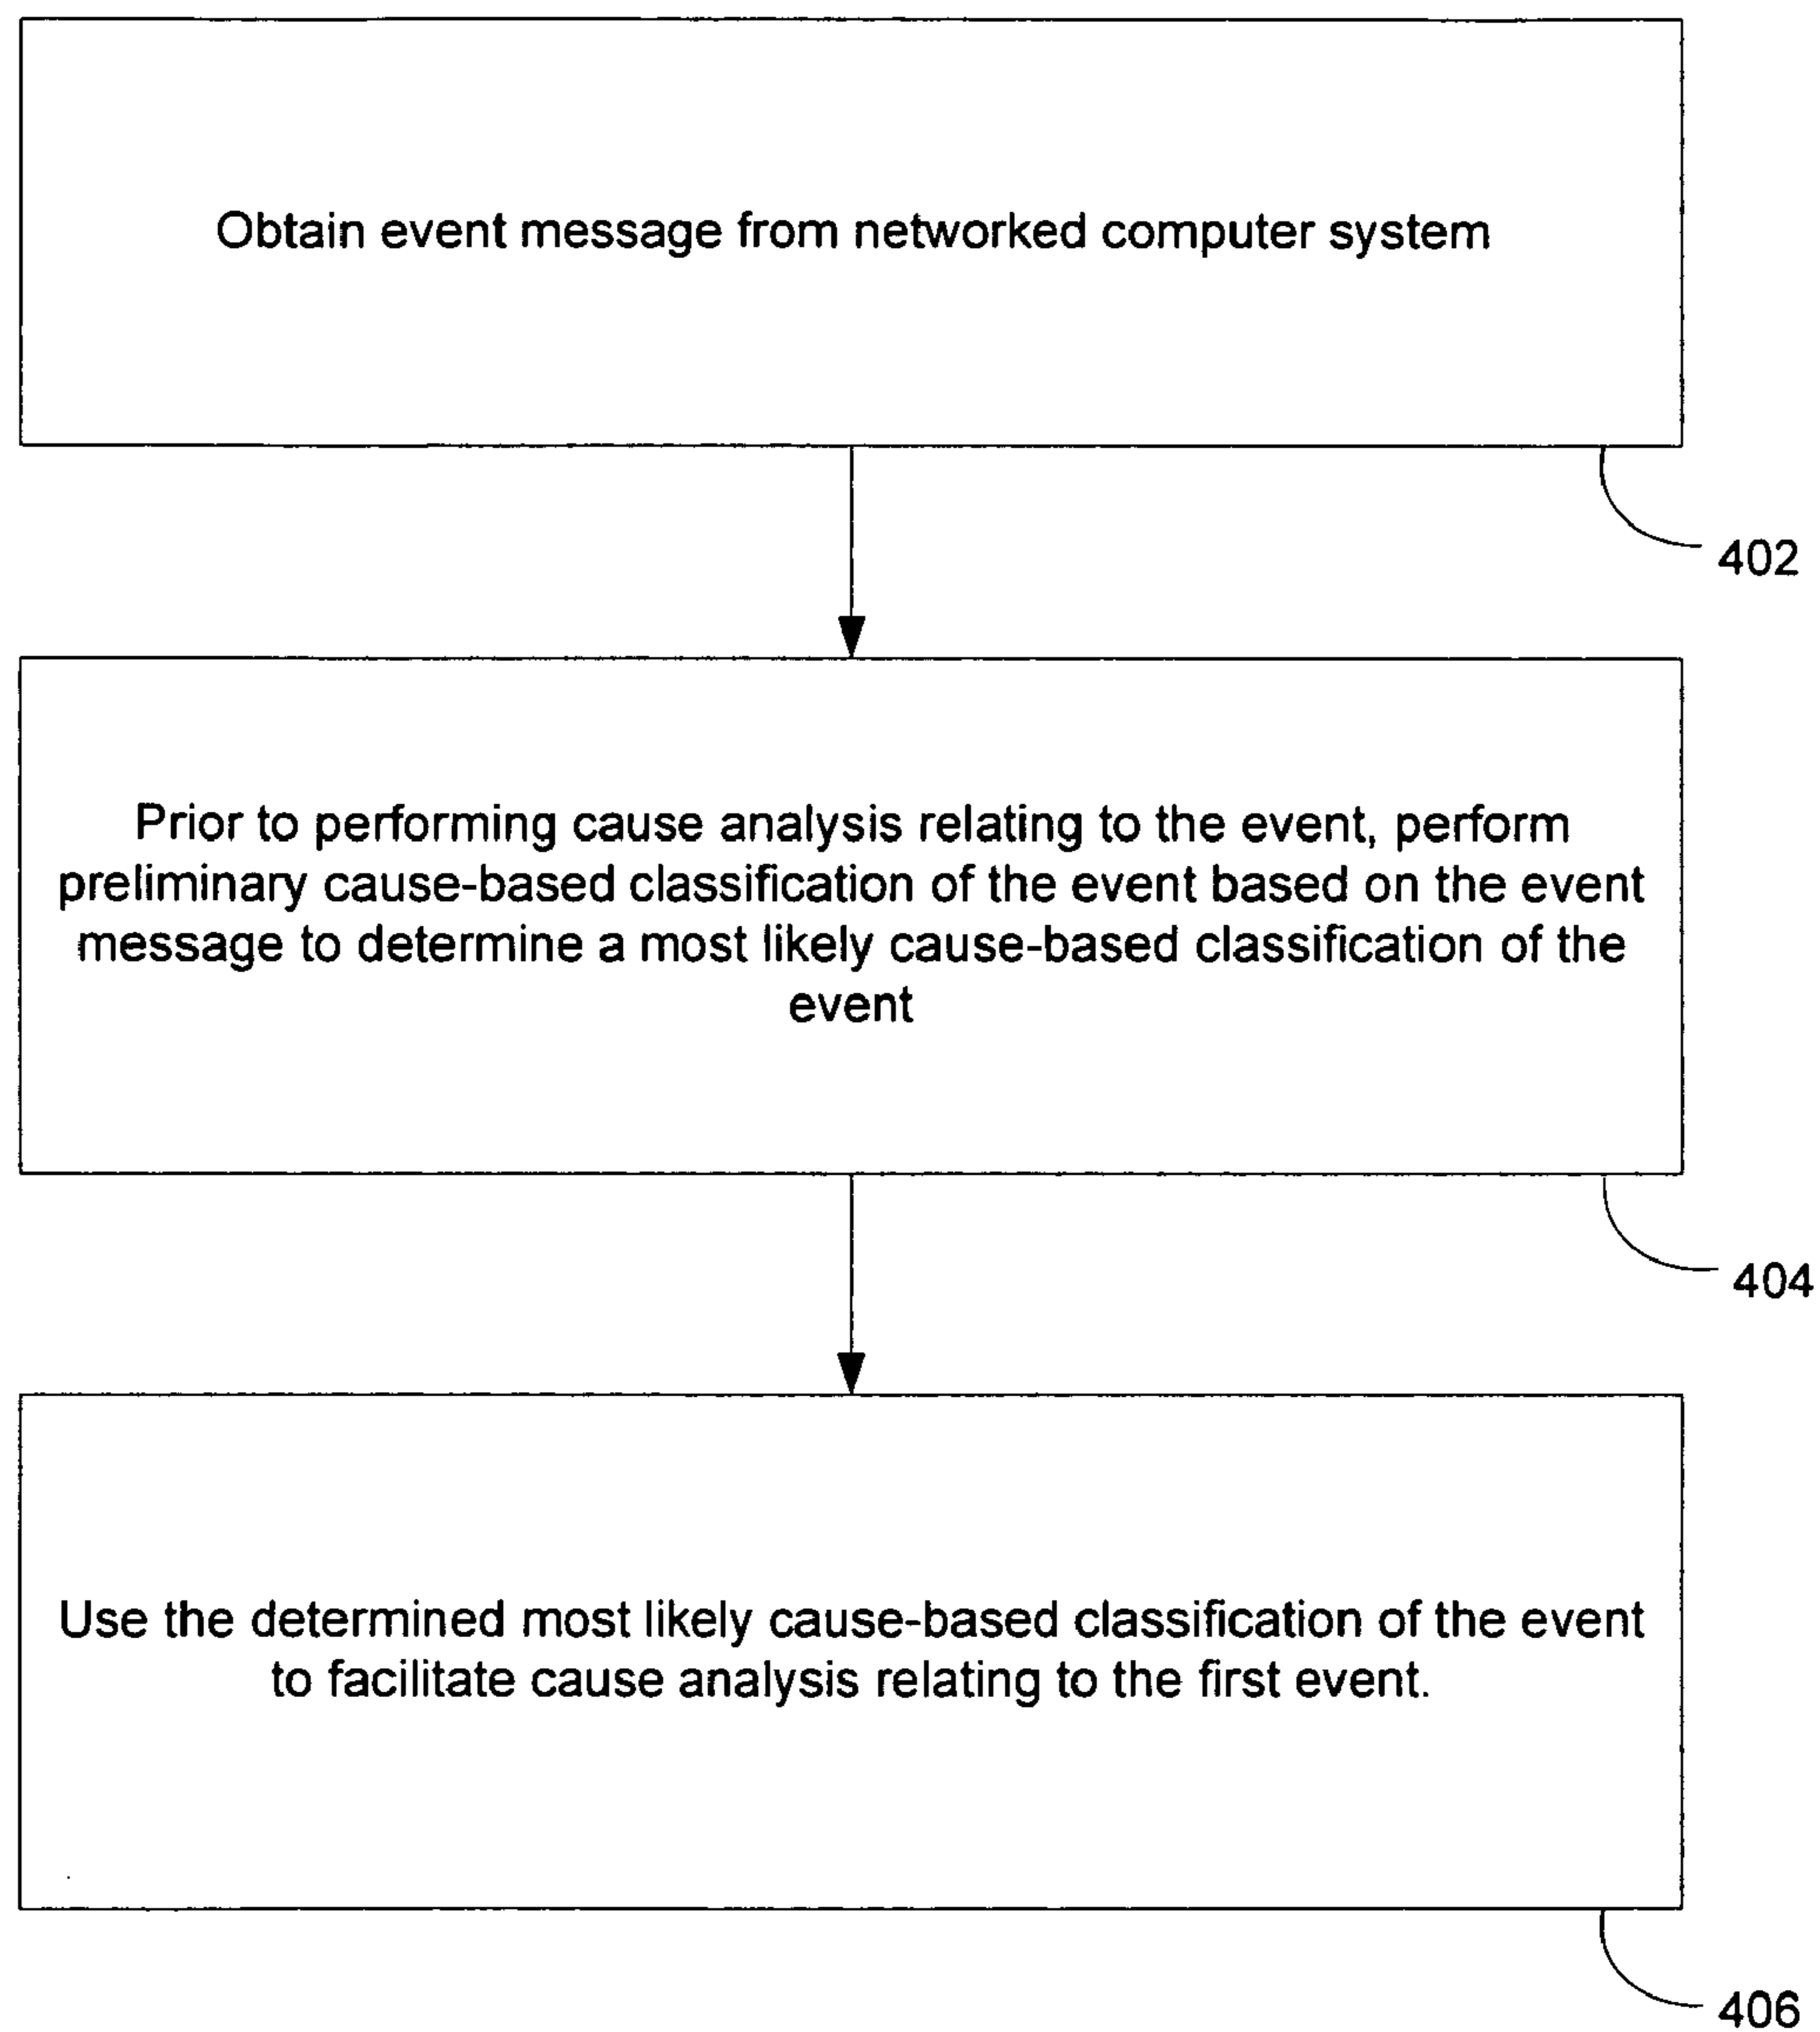 Obtain event message from networked computer system
402
Prior to performing cause analysis relating to the event, perform
preliminary cause-based classification of the event based on the event
message to determine a most likely cause-based classification of the
event
404
Use the determined most likely cause-based classification of the event
to facilitate cause analysis relating to the first event.
406